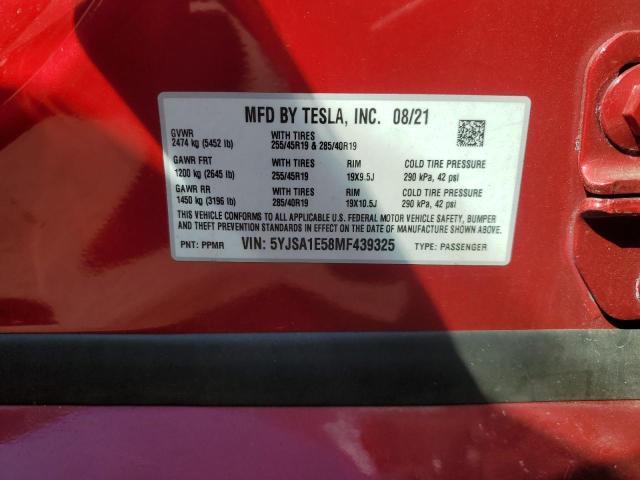 MFD BY TESLA, INC. 08/21
GVWR WITH TIRES
2474 kg (5452 lb) 255/45R19 & 285/40R19
GAWR FRT WITH TIRES RIM COLD TIRE PRESSURE
1200 kg (2645 lb) 255/45R19 19X9.5J 290 kPa, 42 psi
GAWR RR WITH TIRES RIM COLD TIRE PRESSURE
1450 kg (3196 lb) 285/40R19 19X10.5J 290 kPa, 42 psi
THIS VEHICLE CONFORMS TO ALL APPLICABLE U.S. FEDERAL MOTOR VEHICLE SAFETY, BUMPER
AND THEFT PREVENTION STANDARDS IN EFFECT ON THE DATE OF MANUFACTURE SHOWN ABOVE.
PNT: PPMR VIN: 5YJSA1E58MF439325 TYPE: PASSENGER